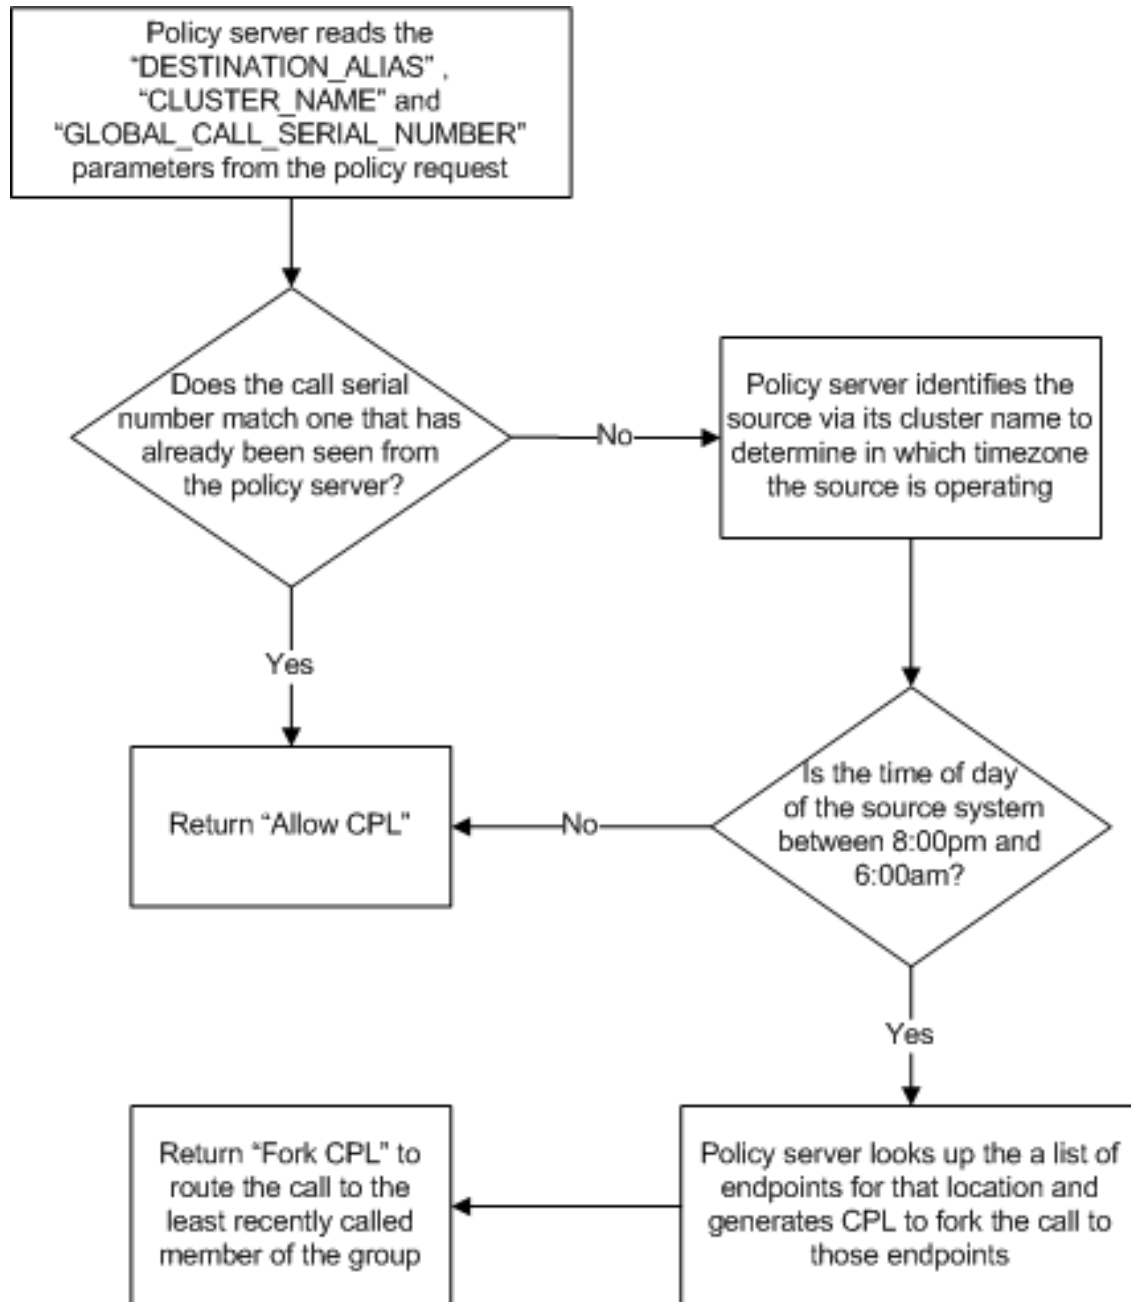 Policy server reads the
“DESTINATION_ALIAS” ,
“CLUSTER_NAME” and
“GLOBAL_CALL_SERIAL_NUMBER”
parameters from the policy request
Does the call serial
number match one that has
already been seen from
the policy server?
No
Policy server identifies the
source via its cluster name to
determine in which timezone
the source is operating
Yes
Return “Allow CPL”
No
Is the time of day
of the source system
between 8:00pm and
6:00am?
Yes
Return “Fork CPL” to
route the call to the
least recently called
member of the group
Policy server looks up the a list of
endpoints for that location and
generates CPL to fork the call to
those endpoints